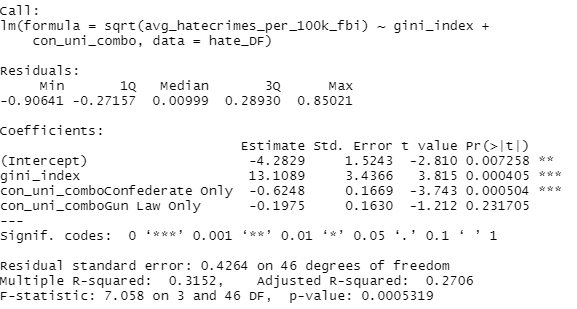 Call:
lm(formula = sqrt(avg_hatecrimes_per_100k_fbi) ~ gini_index +
    con_uni_combo, data = hate_DF)

Residuals:
     Min       1Q   Median       3Q      Max
-0.90641 -0.27157  0.00999  0.28930  0.85021

Coefficients:
                              Estimate Std. Error t value Pr(>|t|)
(Intercept)                    -4.2829     1.5243  -2.810 0.007258 **
gini_index                     13.1089     3.4366   3.815 0.000405 ***
con_uni_comboConfederate Only  -0.6248     0.1669  -3.743 0.000504 ***
con_uni_comboGun Law Only      -0.1975     0.1630  -1.212 0.231705
---
Signif. codes:  0 ‘***’ 0.001 ‘**’ 0.01 ‘*’ 0.05 ‘.’ 0.1 ‘ ’ 1

Residual standard error: 0.4264 on 46 degrees of freedom
Multiple R-squared:  0.3152,    Adjusted R-squared:  0.2706
F-statistic: 7.058 on 3 and 46 DF,  p-value: 0.0005319